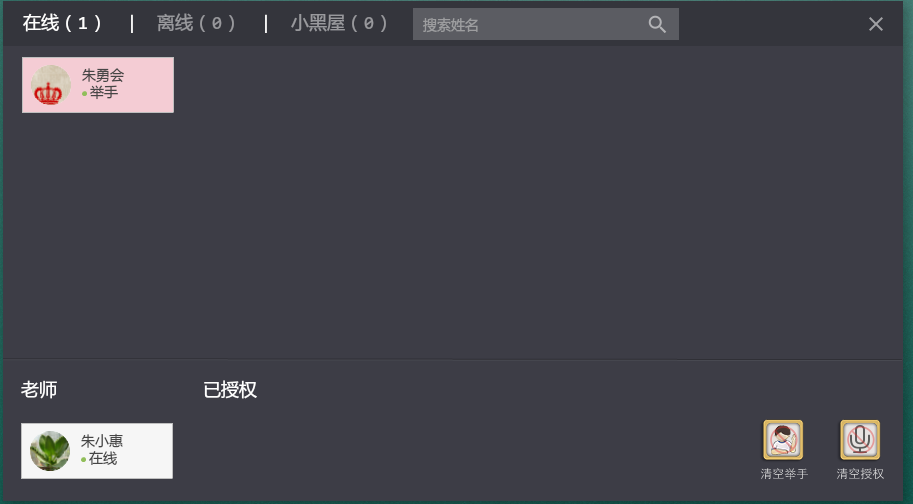 在线(1) | 离线(0) | 小黑屋(0) 搜索姓名
朱勇会
举手
老师 已授权
朱小惠
在线
清空举手 清空授权